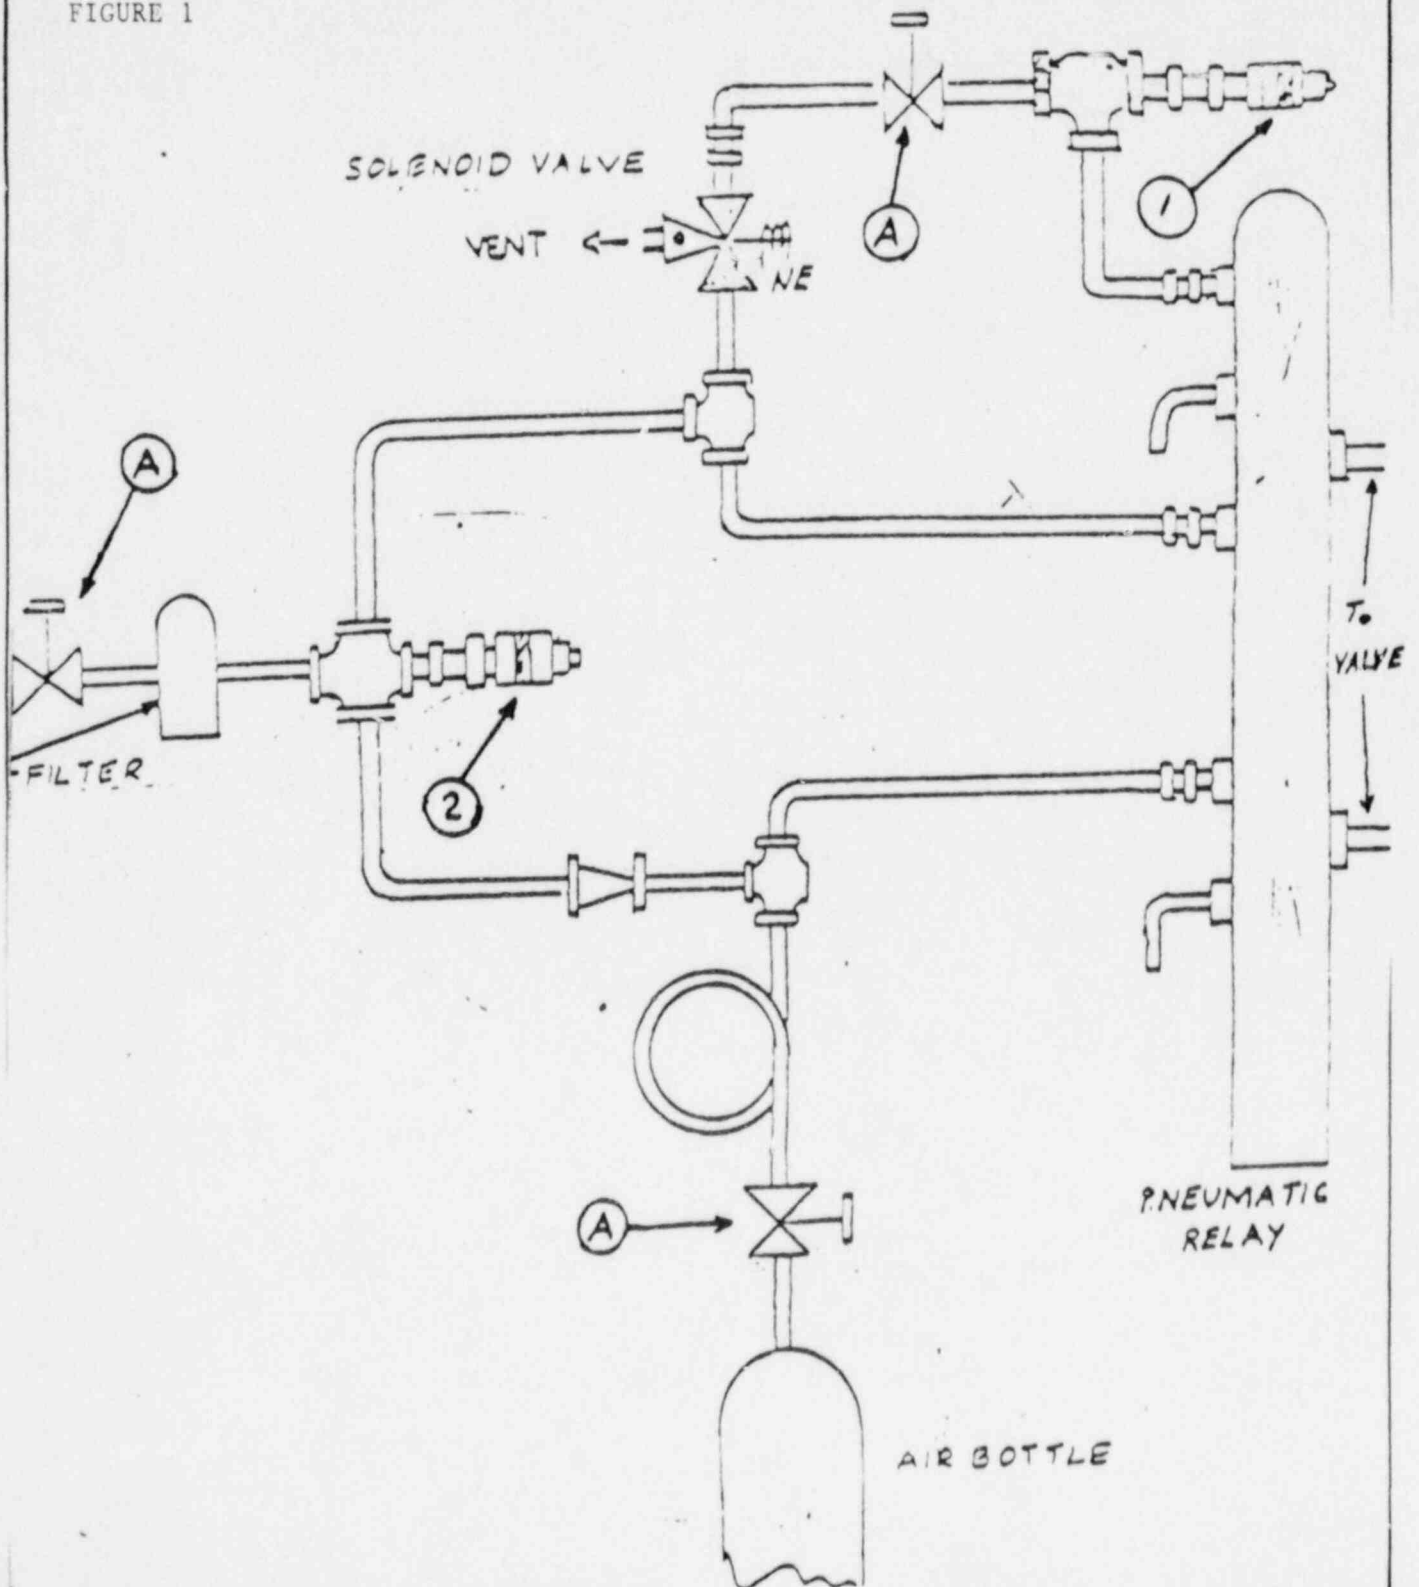 FIGURE 1
SOLENOID VALVE
VENT
NE
A
1
A
To
VALVE
FILTER
2
A
PNEUMATIC
RELAY
AIR BOTTLE